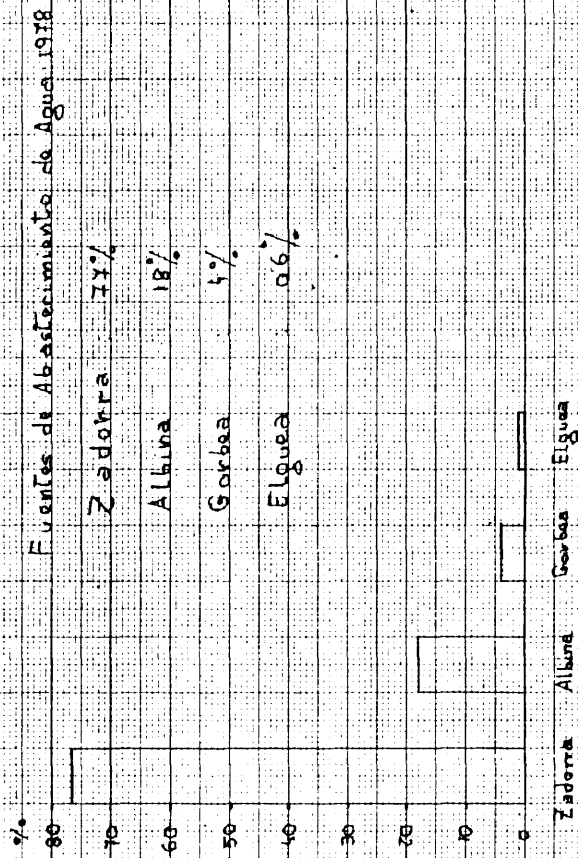 Fuentes de Abastecimiento de Agua 1978
Zadorra 77%
Albina 18%
Gorbea 4%
Elguea 0'6%
%
80
70
60
50
40
30
20
10
0
Zadorra Albina Gorbea Elguea